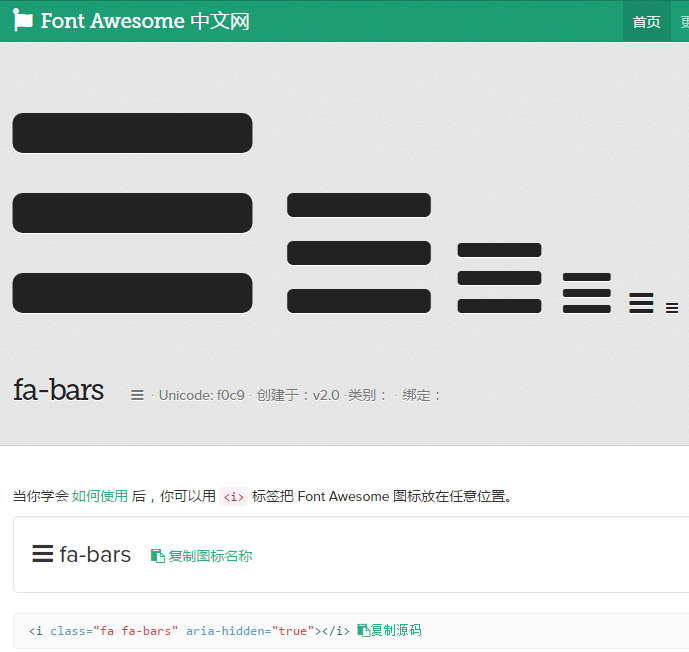 Font Awesome 中文网
首页
fa-bars
· Unicode: f0c9 · 创建于：v2.0 ·类别： · 绑定：
当你学会 如何使用 后，你可以用 <i> 标签把 Font Awesome 图标放在任意位置。
fa-bars 复制图标名称
<i class="fa fa-bars" aria-hidden="true"></i> 复制源码